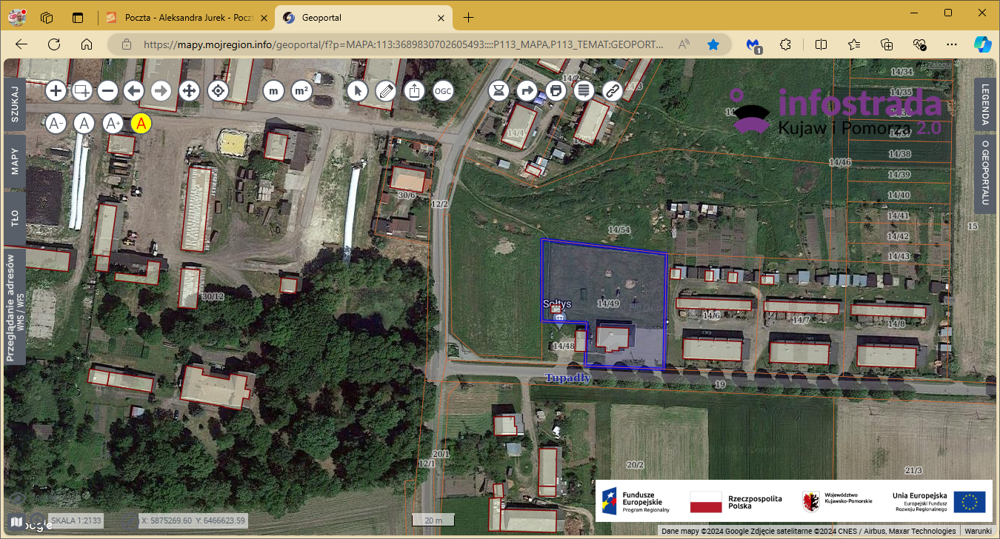 Poczta - Aleksandra Jurek - Poczt
Geoportal
https://mapy.mojregion.info/geoportal/f?p=MAPA:113:3689830702605493::::P113_MAPA.P113_TEMAT:GEOPORT...
1
Zaloguj
m
m²
OGC
A-
A
A+
A
SZUKAJ
MAPY
TŁO
Przeglądanie adresów
WMS / WFS
LEGENDA
O GEOPORTALU
infostrada
Kujaw i Pomorza 2.0
14/2
14/3
14/4
14/34
14/35
14/37
14/38
14/46
14/39
14/40
14/41
14/42
14/43
15
30/6
12/2
14/54
30/12
Sołtys
14/49
14/6
14/7
14/8
14/48
Tupadły
19
20/1
12/1
20/2
21/3
Fundusze
Europejskie
Program Regionalny
Rzeczpospolita
Polska
Województwo
Kujawsko-Pomorskie
Unia Europejska
Europejski Fundusz
Rozwoju Regionalnego
SKALA 1:2133
X: 5875269.60 Y: 6466623.59
20 m
Dane mapy ©2024 Google Zdjęcie satelitarne ©2024 CNES / Airbus, Maxar Technologies
Warunki